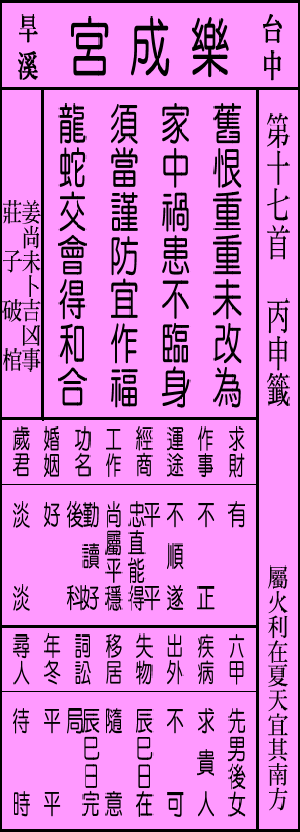 台中
樂成宮
旱溪
第十七首 丙申籤 屬火利在夏天宜其南方
舊恨重重未改為
家中禍患不臨身
須當謹防宜作福
龍蛇交會得和合
姜尚未卜吉凶事
莊子破棺
求財
有
作事
不正
運途
不順遂
經商
平平
忠直能得
工作
尚屬平穩
功名
勤讀好
後科
婚姻
好
歲君
淡淡
六甲
先男後女
疾病
求貴人
出外
不可
失物
辰巳日在
移居
隨意
詞訟
辰巳日完
局
年冬
平平
尋人
待時